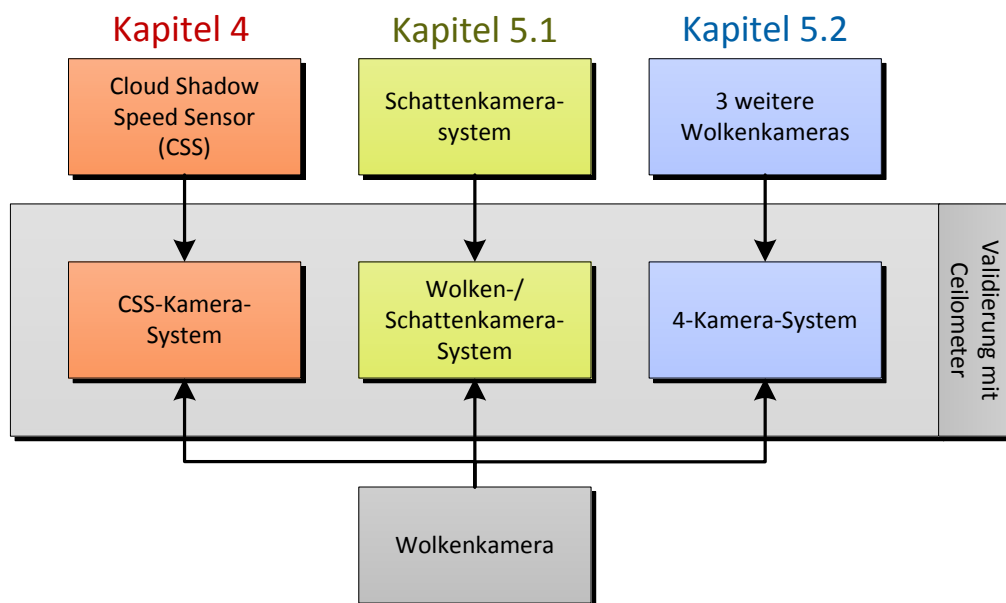 Kapitel 4
Kapitel 5.1
Kapitel 5.2
Cloud Shadow
Speed Sensor
(CSS)
Schattenkamera-
system
3 weitere
Wolkenkameras
CSS-Kamera-
System
Wolken-/
Schattenkamera-
System
4-Kamera-System
Validierung mit
Ceilometer
Wolkenkamera